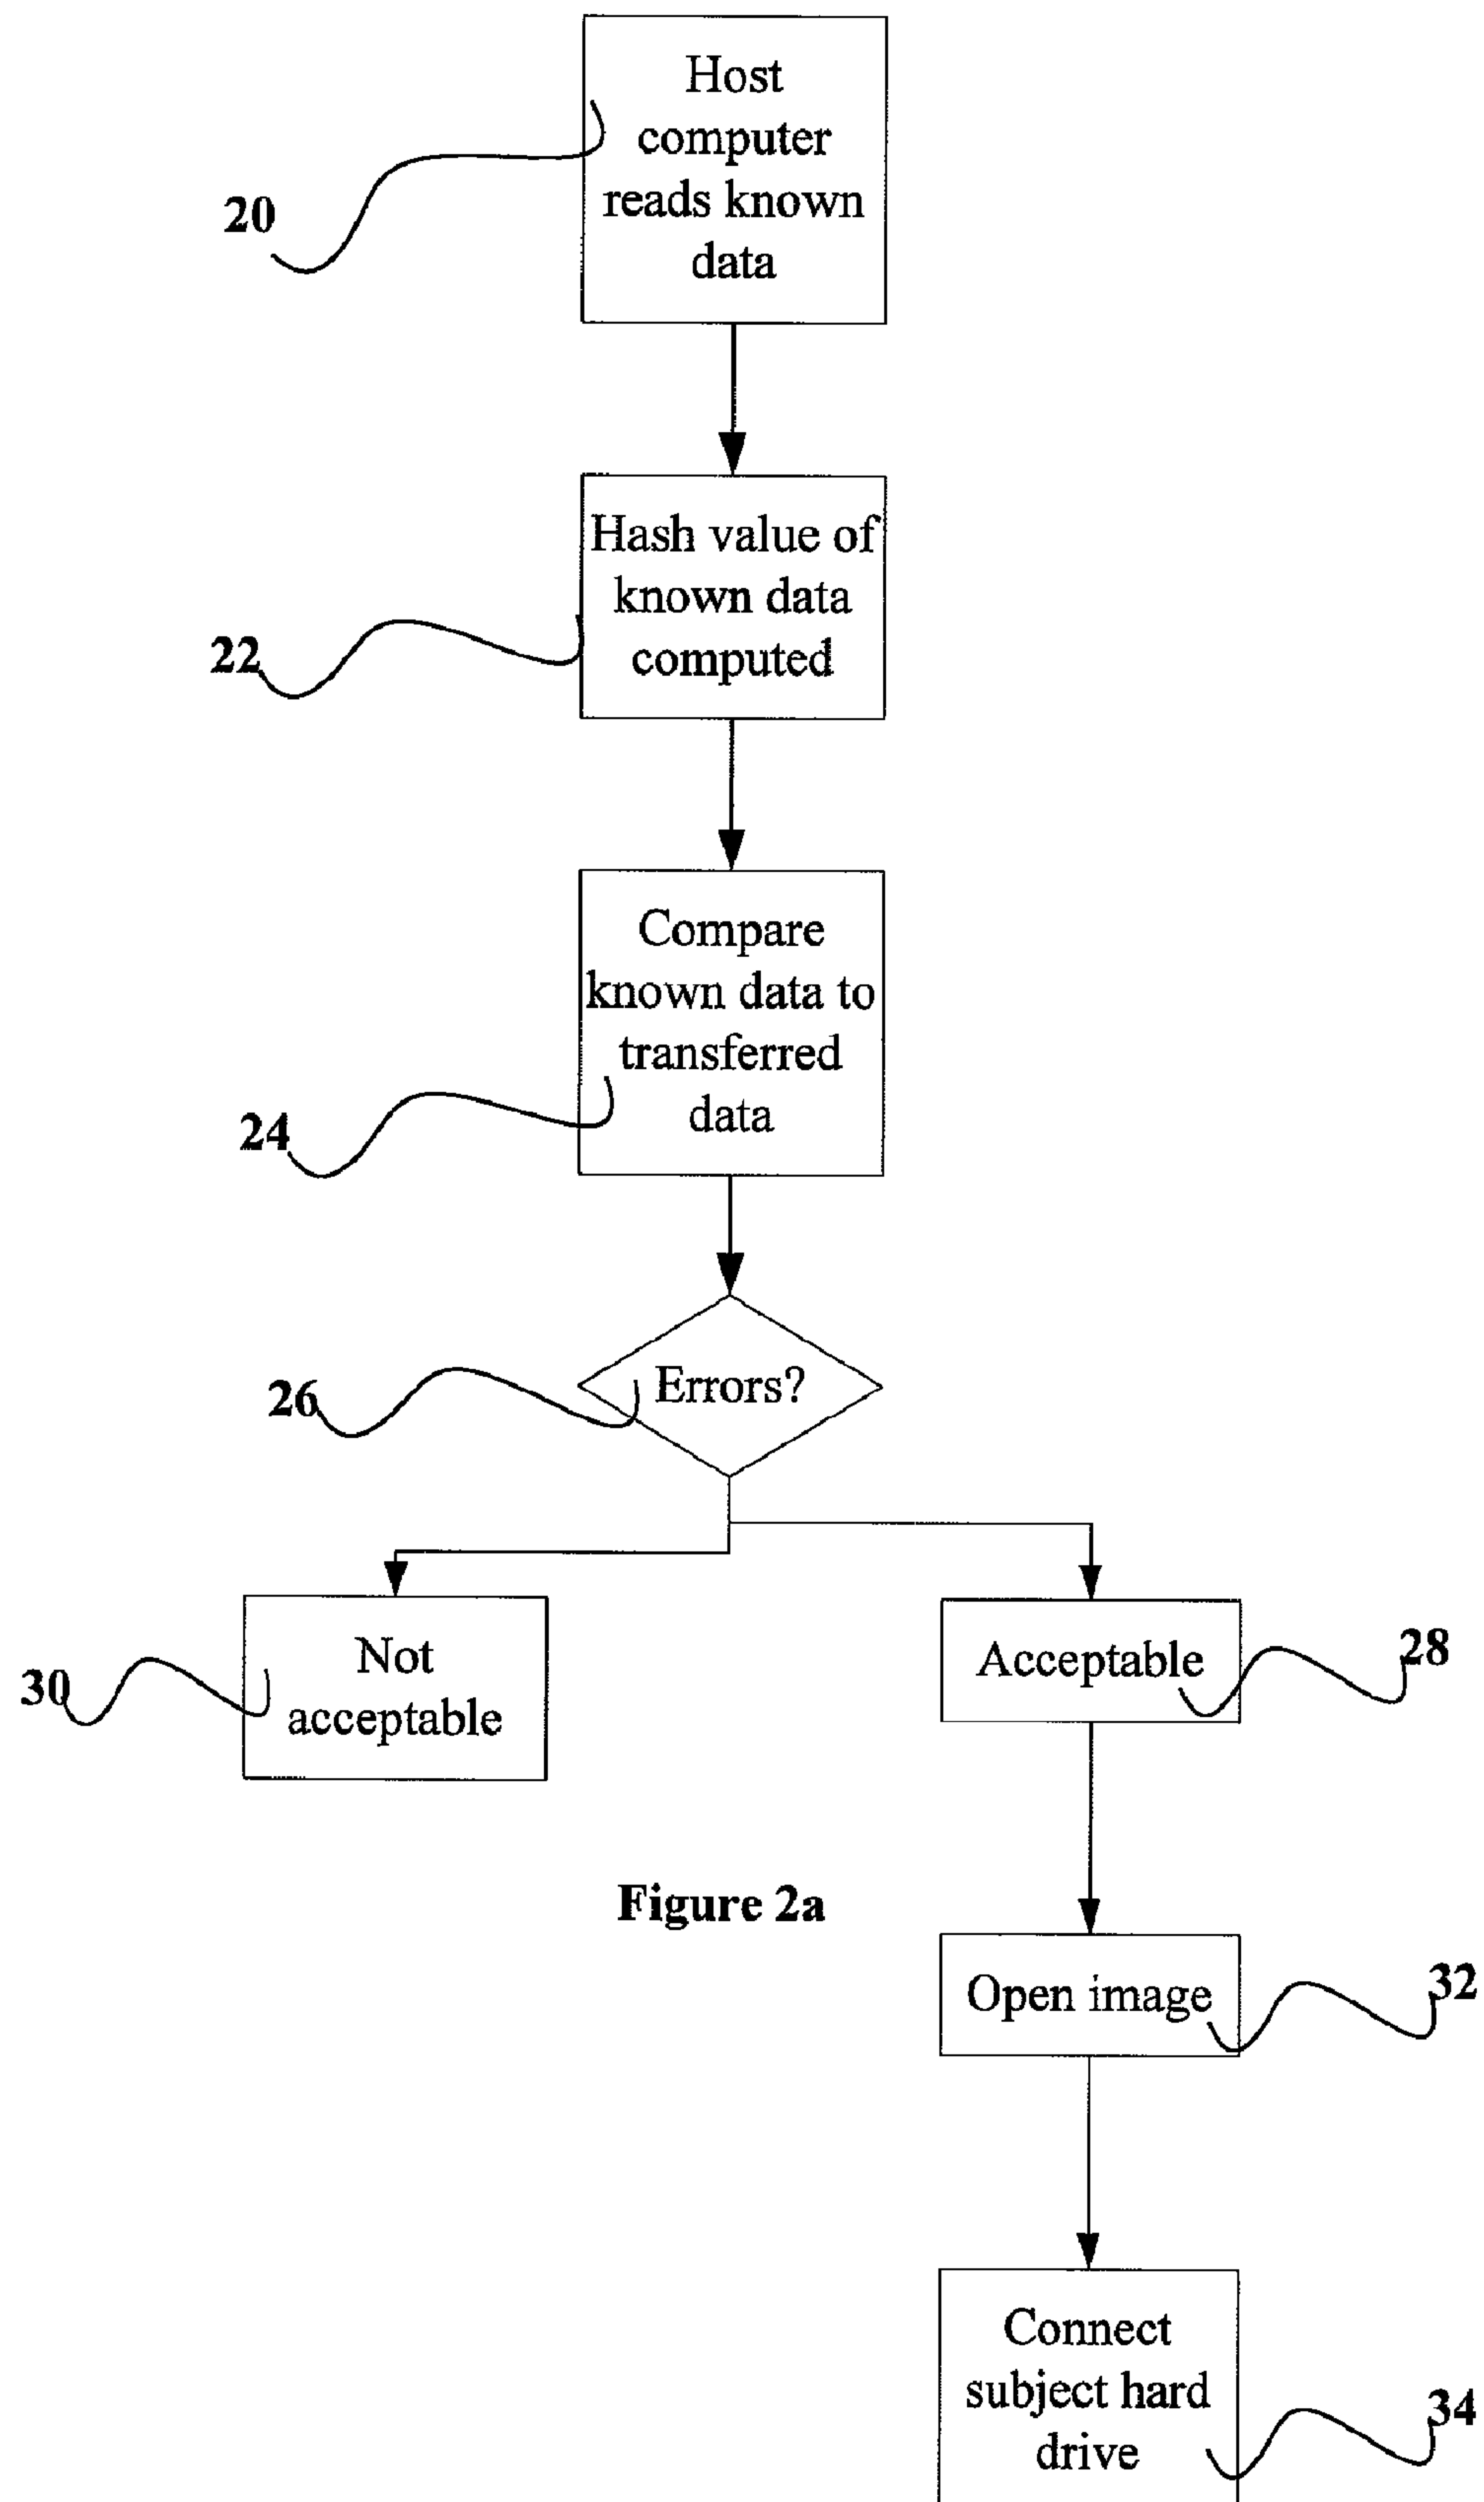 Host
computer
reads known
data
20
Hash value of
known data
computed
22
Compare
known data to
transferred
data
24
Errors?
26
Not
acceptable
30
Acceptable
28
Figure 2a
Open image
32
Connect
subject hard
drive
34